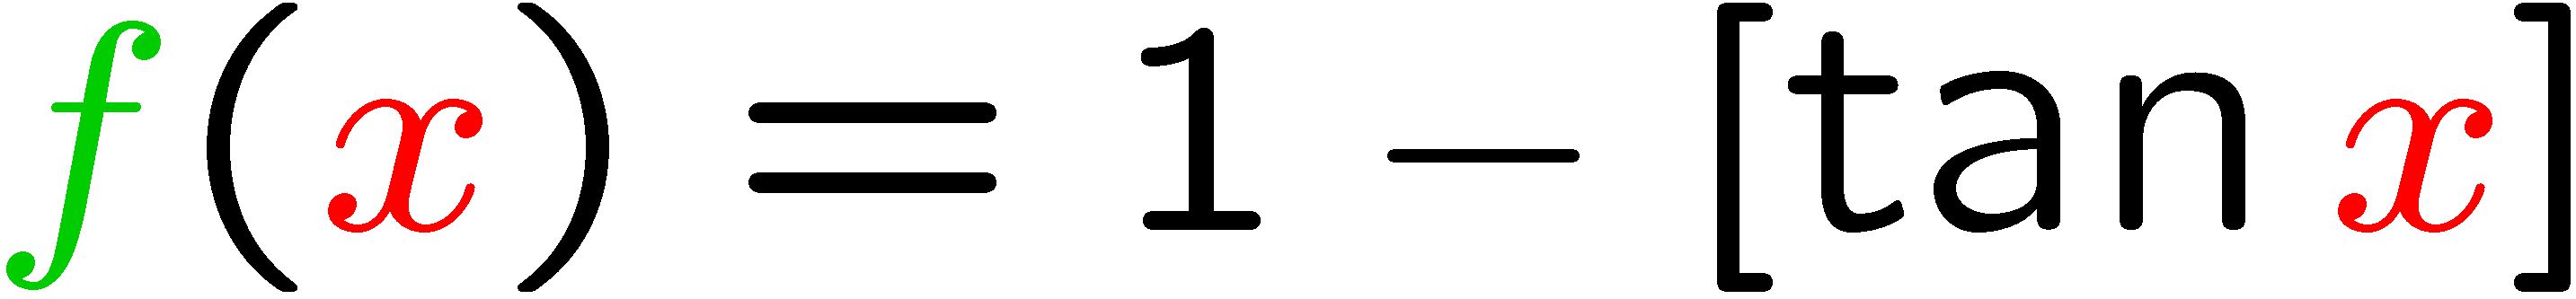 f(x) = 1 − [tan x]